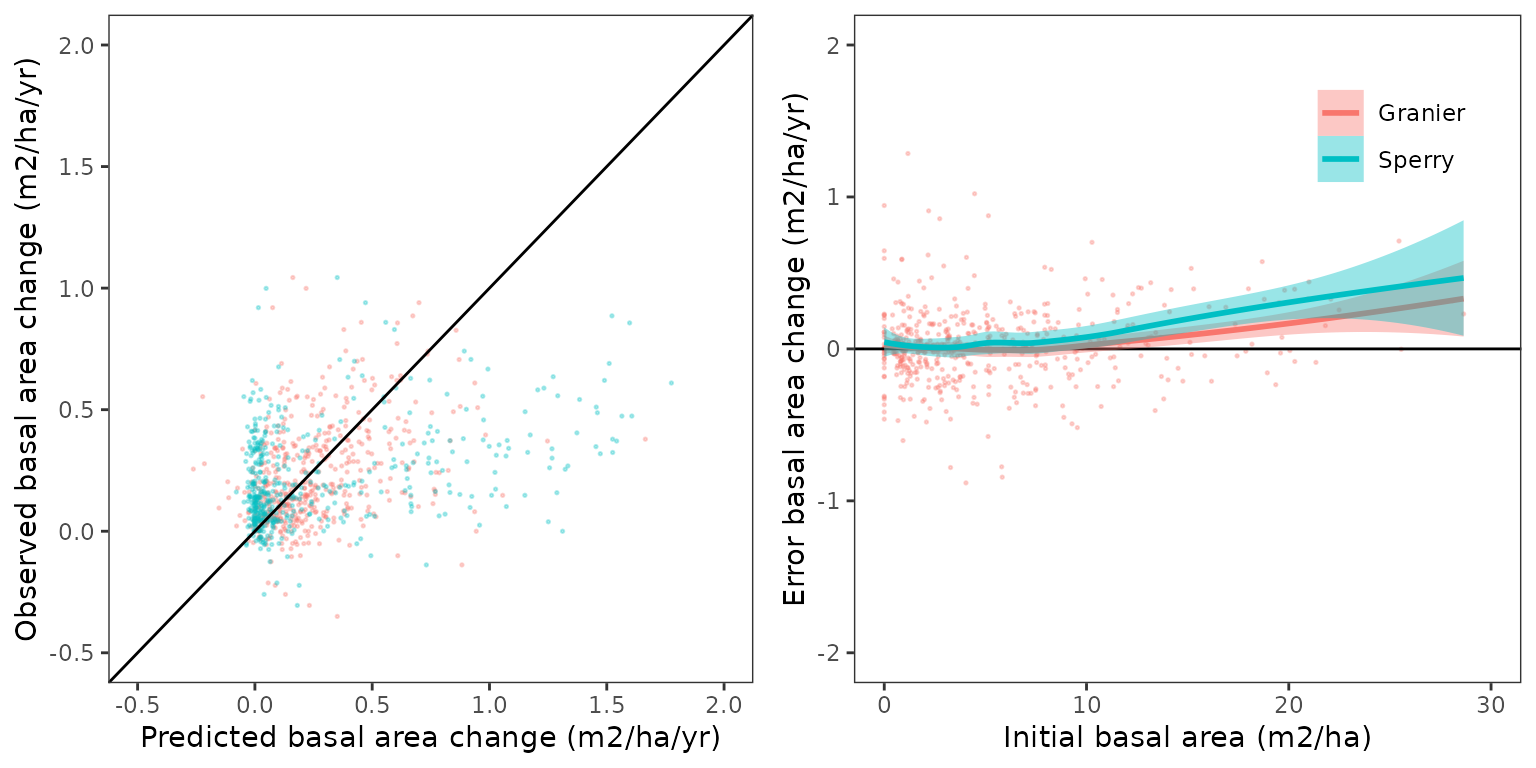 Observed basal area change (m2/ha/yr)
2.0
1.5
1.0
0.5
0.0
-0.5
-0.5 0.0 0.5 1.0 1.5 2.0
Predicted basal area change (m2/ha/yr)
Error basal area change (m2/ha/yr)
2
1
0
-1
-2
Granier
Sperry
0 10 20 30
Initial basal area (m2/ha)